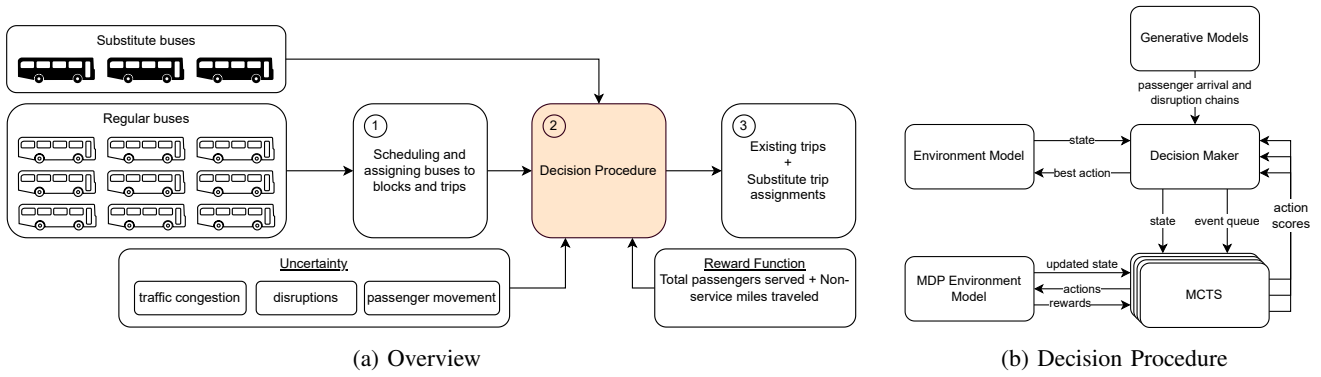 Substitute buses
Regular buses
1
Scheduling and
assigning buses to
blocks and trips
2
Decision Procedure
3
Existing trips
+
Substitute trip
assignments
Uncertainty
traffic congestion
disruptions
passenger movement
Reward Function
Total passengers served + Non-
service miles traveled
(a) Overview
Generative Models
passenger arrival and
disruption chains
Environment Model
state
best action
Decision Maker
state
event queue
action
scores
MDP Environment
Model
updated state
actions
rewards
MCTS
(b) Decision Procedure